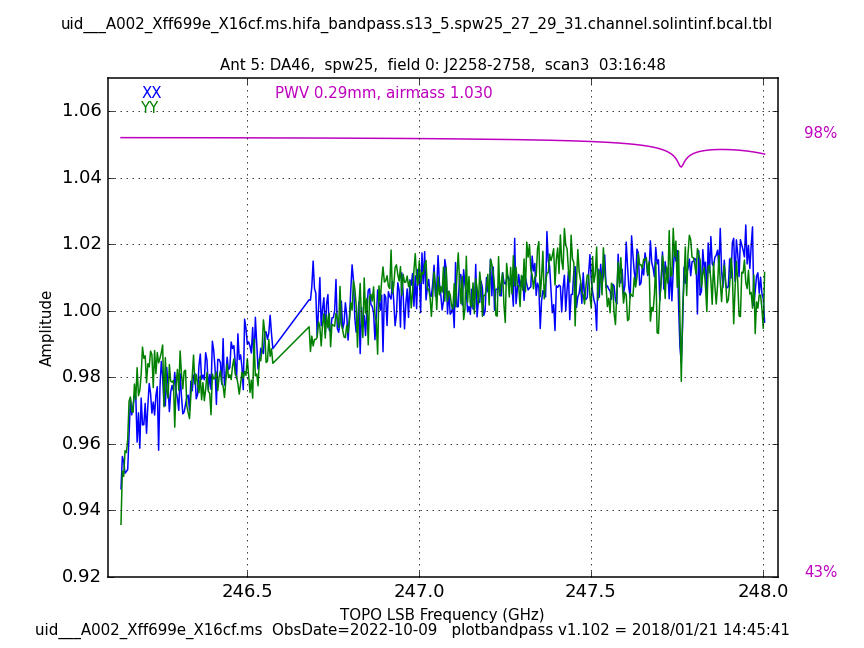 uid___A002_Xff699e_X16cf.ms.hifa_bandpass.s13_5.spw25_27_29_31.channel.solintinf.bcal.tbl
Ant 5: DA46,  spw25,  field 0: J2258-2758,  scan3  03:16:48
XX
YY
PWV 0.29mm, airmass 1.030
98%
43%
1.06
1.04
1.02
1.00
0.98
0.96
0.94
0.92
Amplitude
246.5 247.0 247.5 248.0
TOPO LSB Frequency (GHz)
uid___A002_Xff699e_X16cf.ms  ObsDate=2022-10-09   plotbandpass v1.102 = 2018/01/21 14:45:41